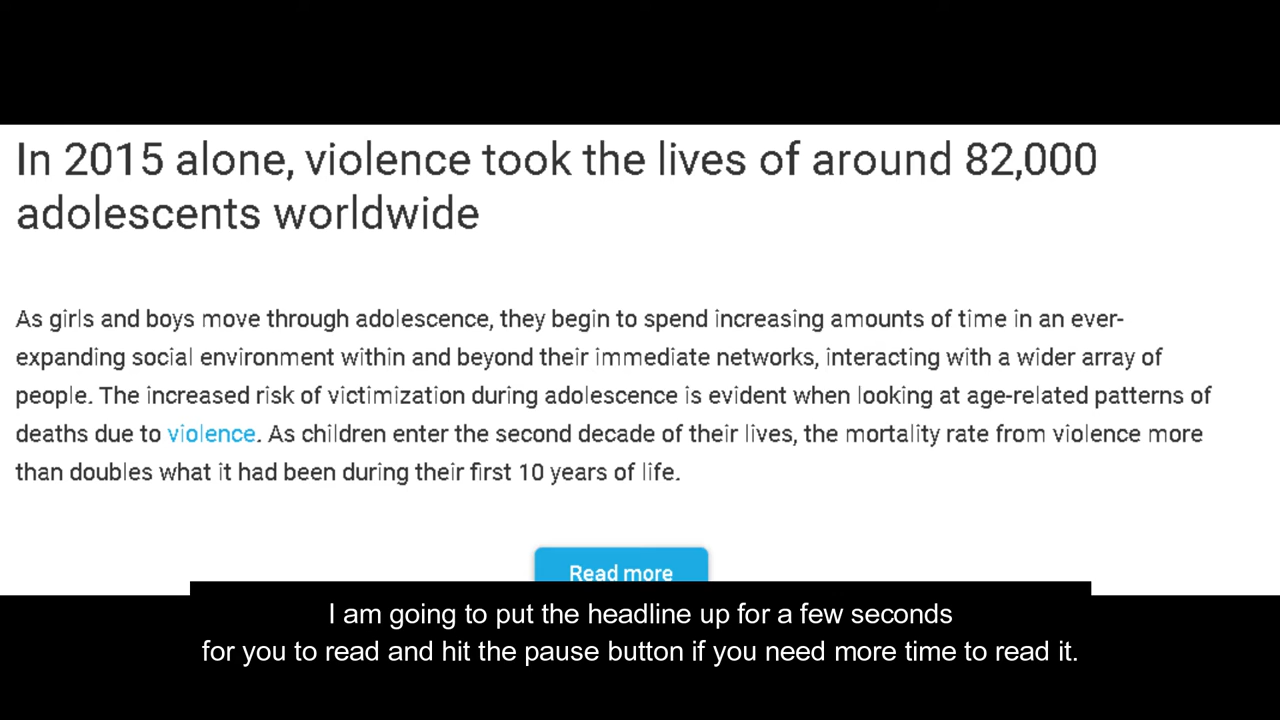 In 2015 alone, violence took the lives of around 82,000
adolescents worldwide
As girls and boys move through adolescence, they begin to spend increasing amounts of time in an ever-
expanding social environment within and beyond their immediate networks, interacting with a wider array of
people. The increased risk of victimization during adolescence is evident when looking at age-related patterns of
deaths due to violence. As children enter the second decade of their lives, the mortality rate from violence more
than doubles what it had been during their first 10 years of life.
Read more
I am going to put the headline up for a few seconds
for you to read and hit the pause button if you need more time to read it.